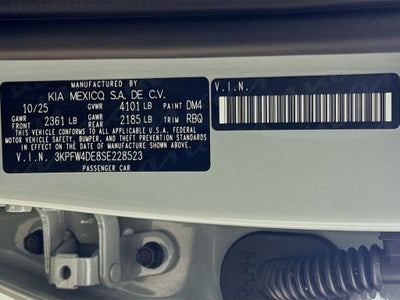 MANUFACTURED BY
KIA MEXICO S.A. DE C.V.
10/25 GVWR 4101 LB PAINT DM4
GAWR FRONT 2361 LB GAWR REAR 2185 LB TRIM RBQ
THIS VEHICLE CONFORMS TO ALL APPLICABLE U.S. FEDERAL MOTOR
VEHICLE SAFETY, BUMPER, AND THEFT PREVENTION STANDARDS
IN EFFECT ON THE DATE OF MANUFACTURE SHOWN ABOVE.
V.I.N. 3KPFW4DE8SE228523
PASSENGER CAR
V.I.N.